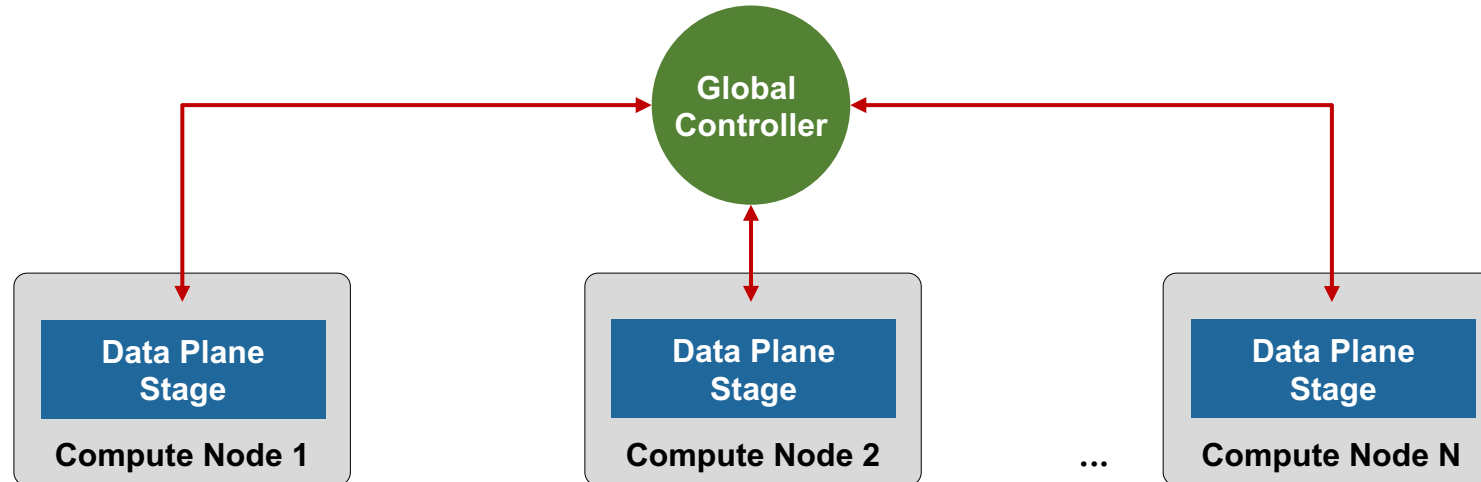 Global
Controller
Data Plane
Stage
Compute Node 1
Data Plane
Stage
Compute Node 2
...
Data Plane
Stage
Compute Node N